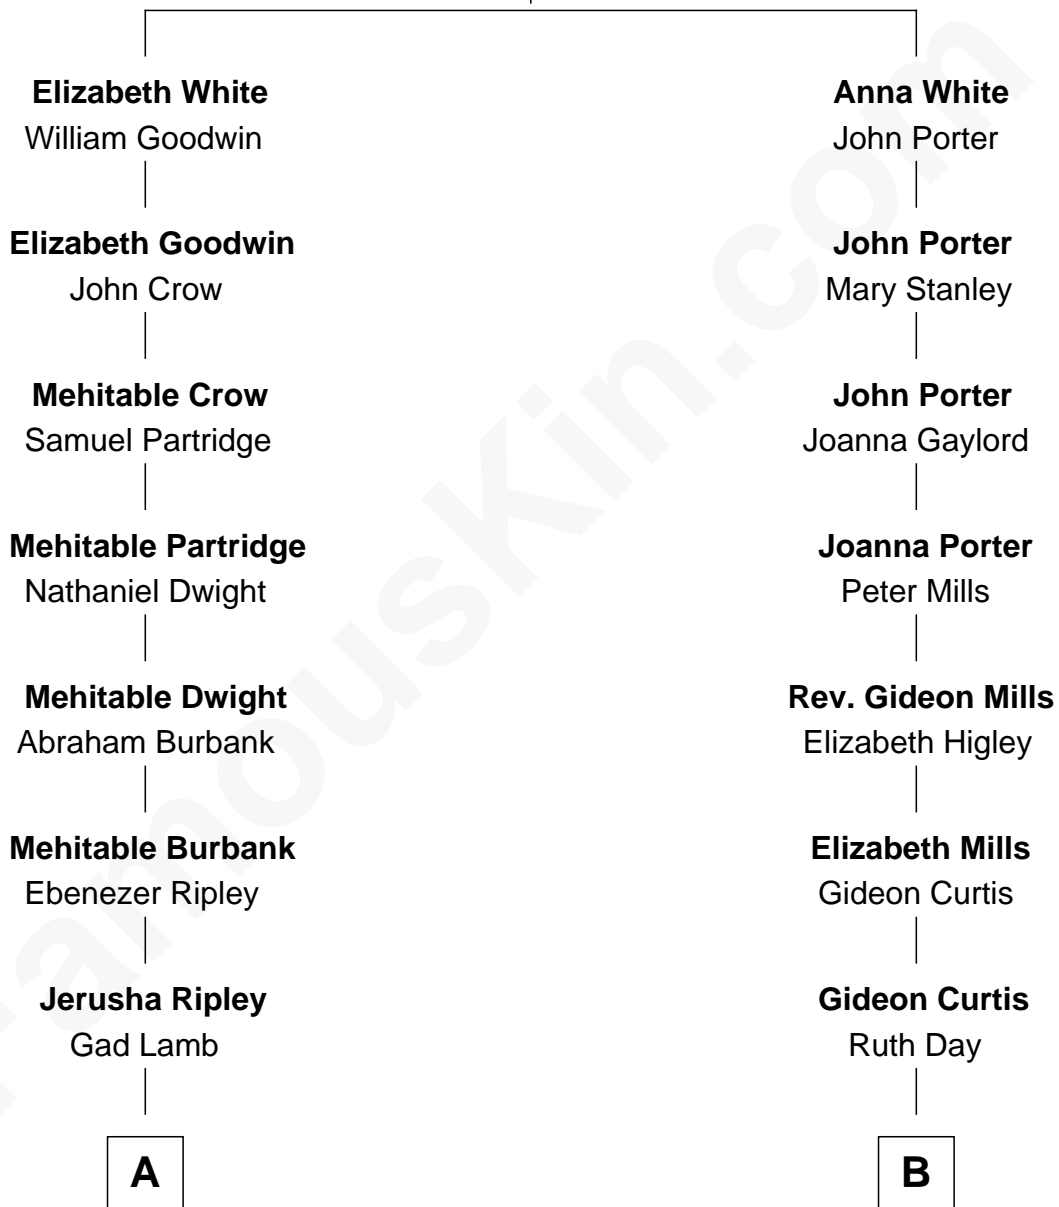 Elizabeth White
William Goodwin
Elizabeth Goodwin
John Crow
Mehitable Crow
Samuel Partridge
Mehitable Partridge
Nathaniel Dwight
Mehitable Dwight
Abraham Burbank
Mehitable Burbank
Ebenezer Ripley
Jerusha Ripley
Gad Lamb
A
Anna White
John Porter
John Porter
Mary Stanley
John Porter
Joanna Gaylord
Joanna Porter
Peter Mills
Rev. Gideon Mills
Elizabeth Higley
Elizabeth Mills
Gideon Curtis
Gideon Curtis
Ruth Day
B
FamousKin.com